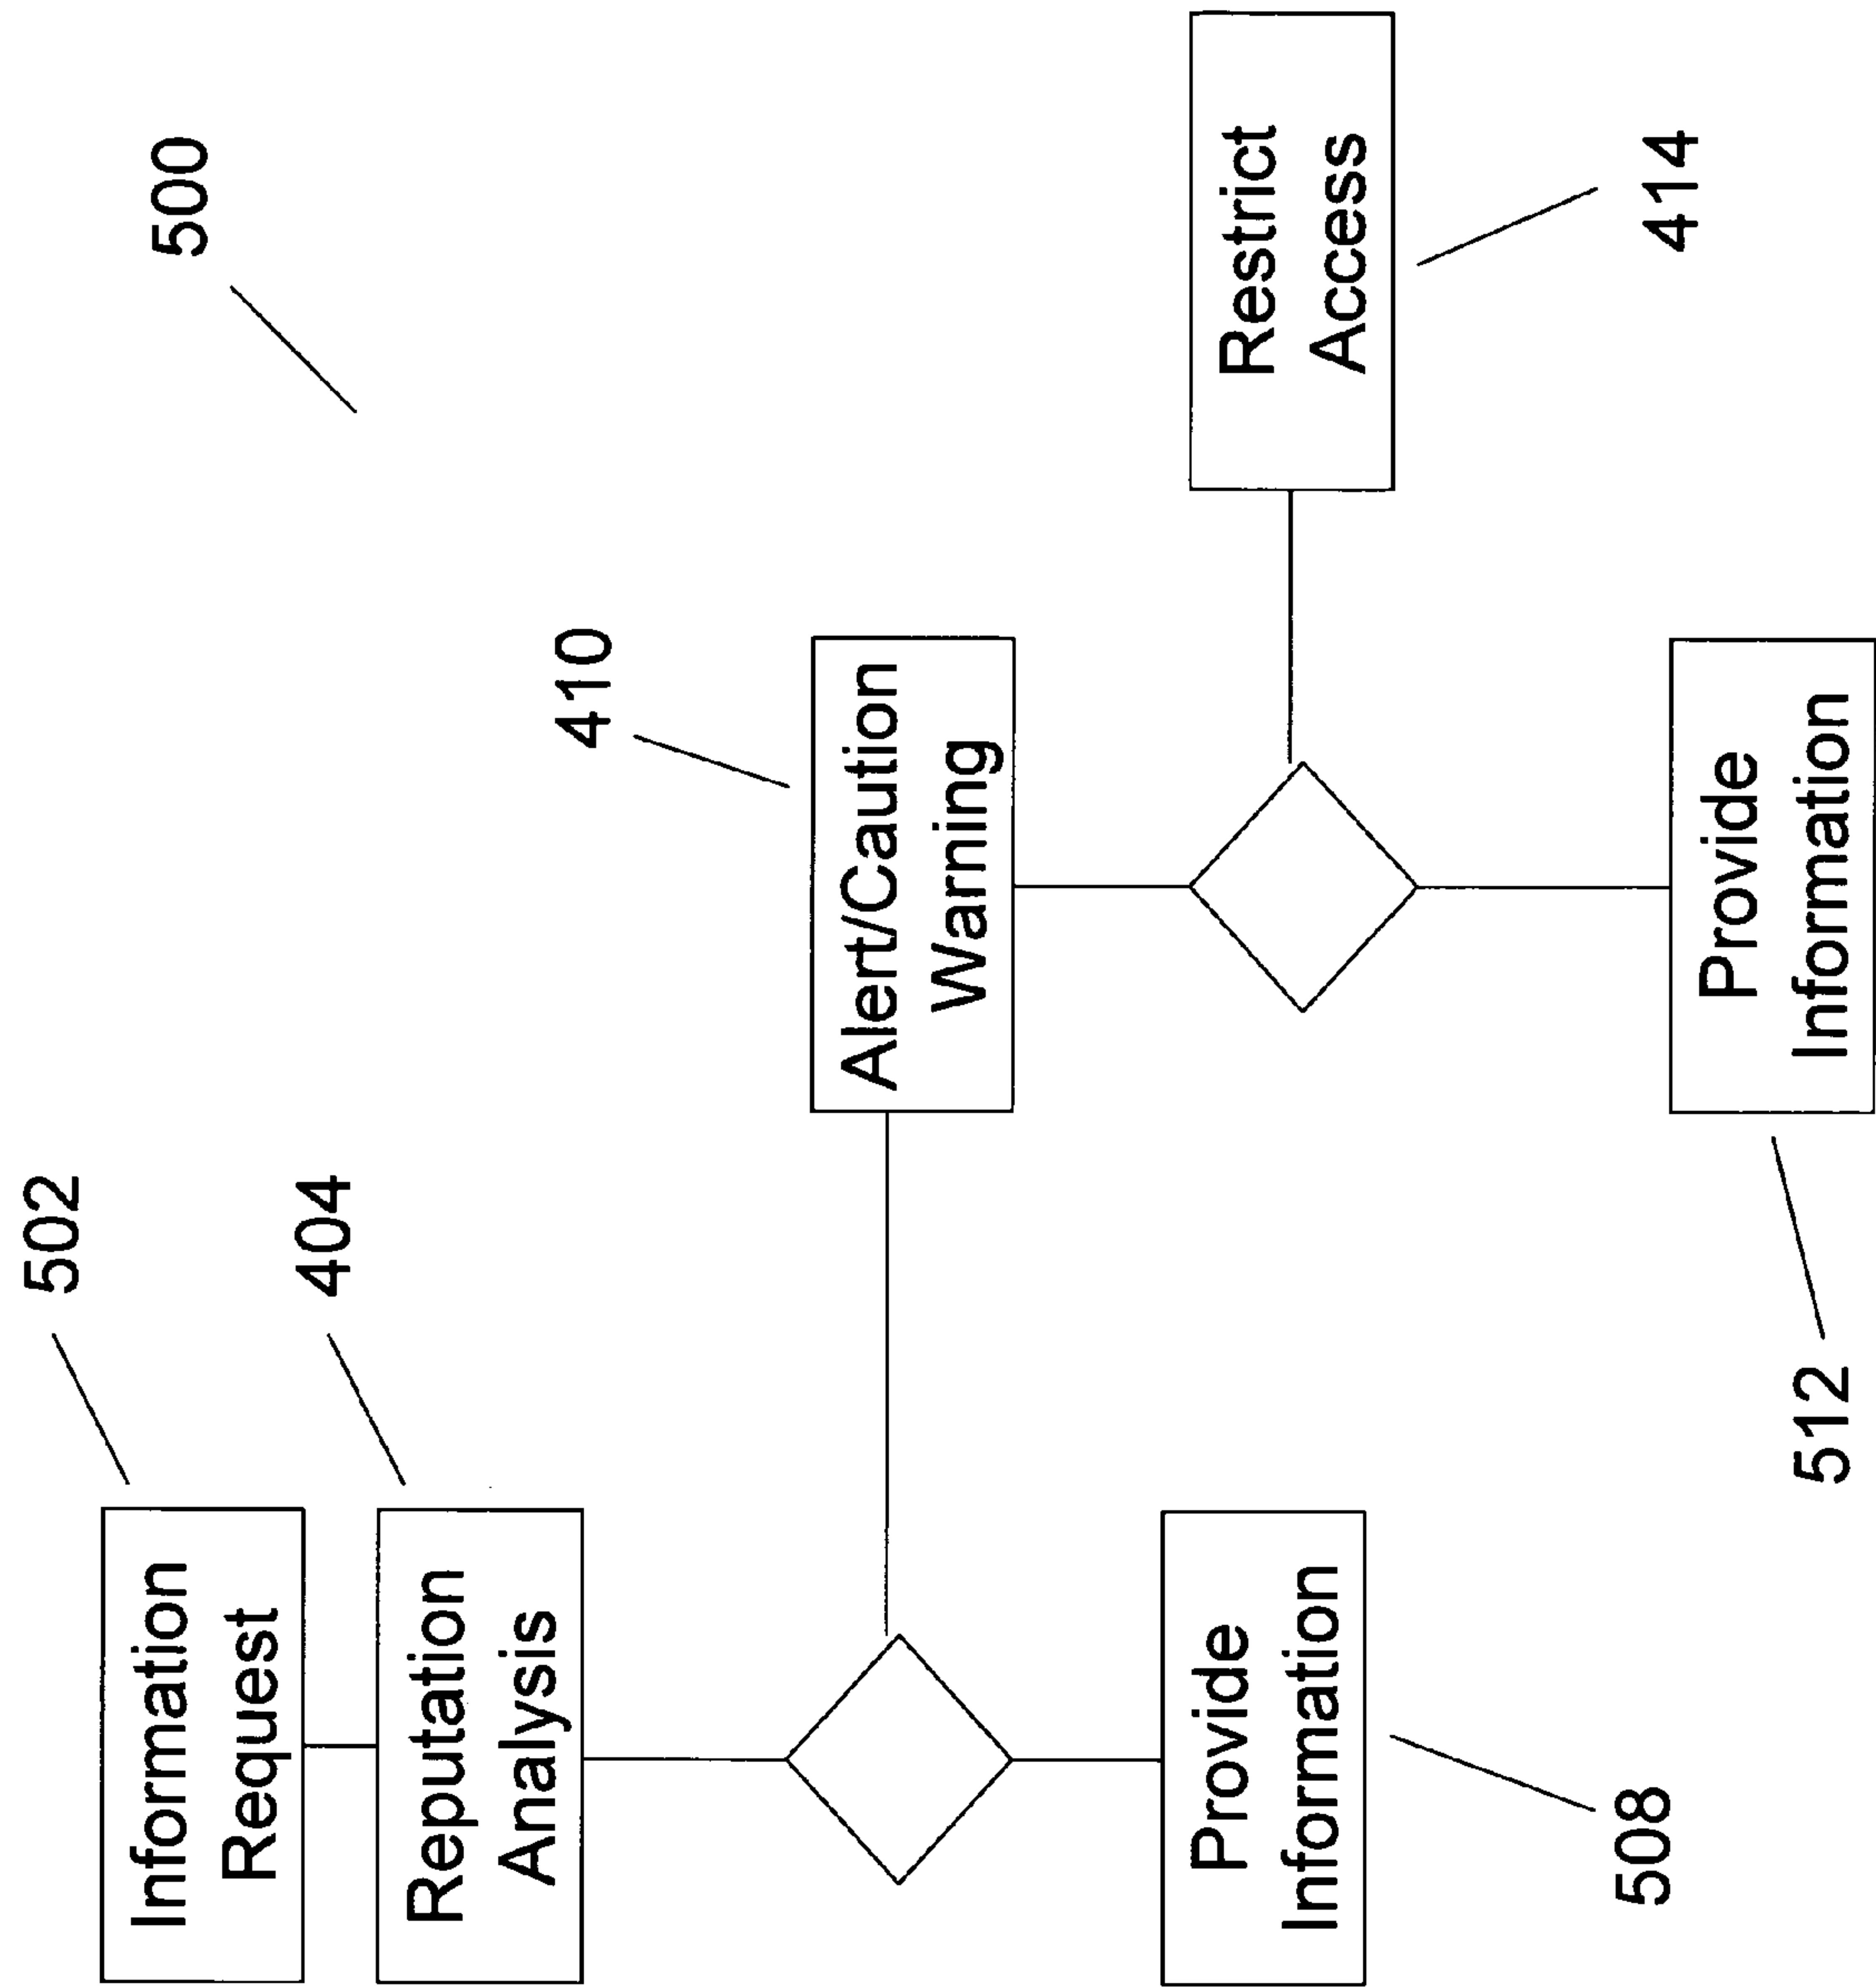 500
502
Information
Request
404
Reputation
Analysis
410
Alert/Caution
Warning
Restrict
Access
414
Provide
Information
508
Provide
Information
512